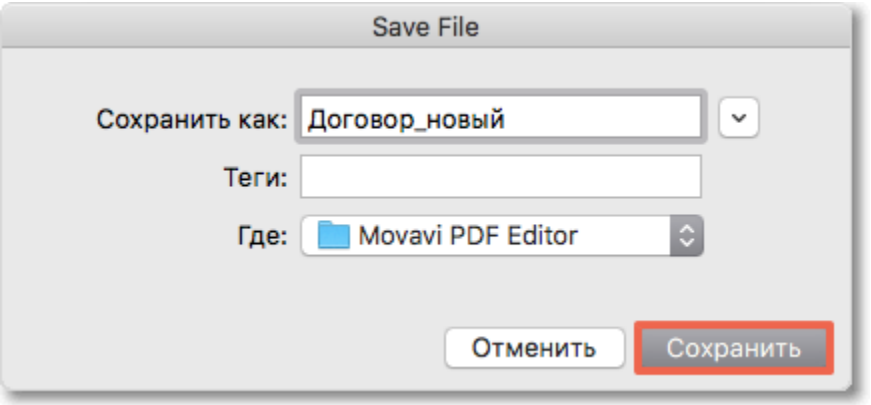 Save File
Сохранить как: Договор_новый
Теги:
Где: Movavi PDF Editor
Отменить Сохранить